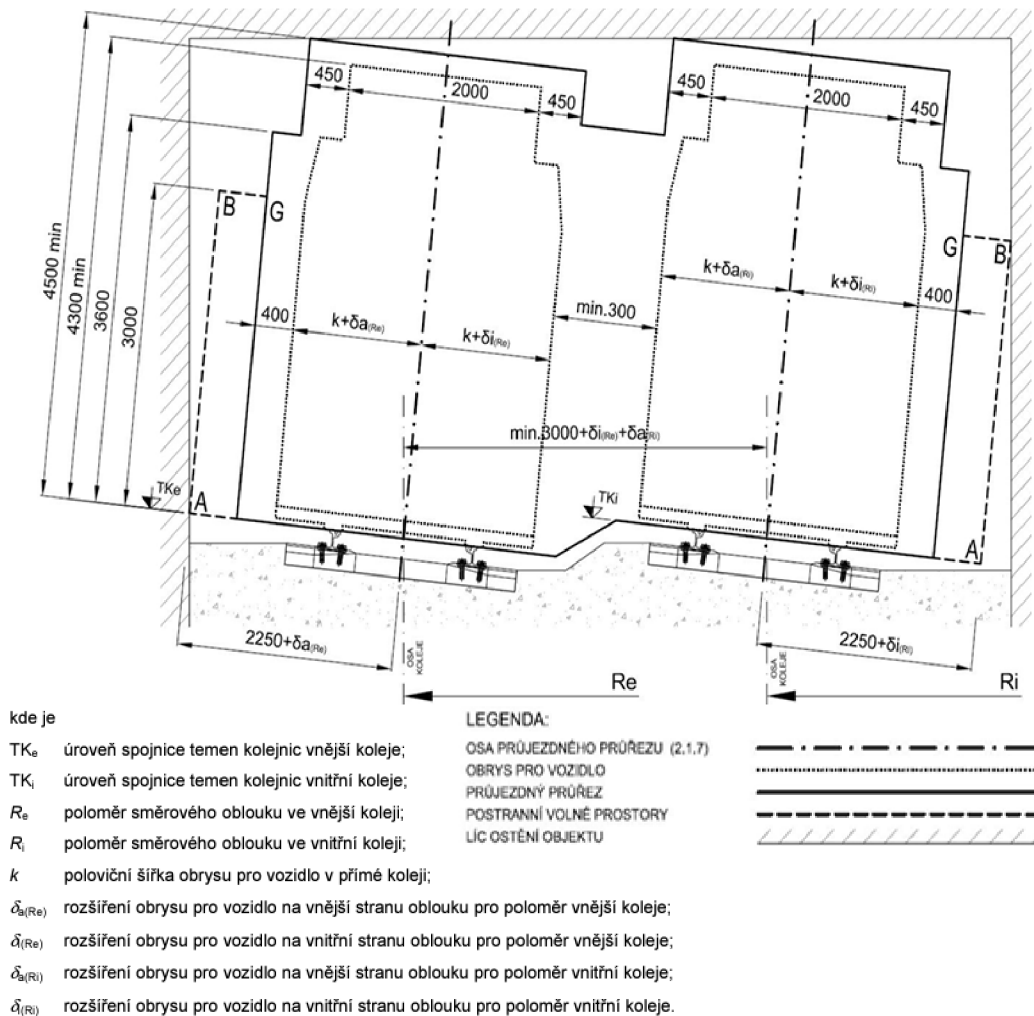 450
2000
450
450
2000
450
4500 min
4300 min
3600
3000
B
G
G
B
k+δa(Ri)
k+δi(Ri)
400
400
k+δa(Re)
k+δi(Re)
min.300
min.3000+δi(Re)+δa(Ri)
TKe
TKi
A
A
2250+δa(Re)
2250+δi(Ri)
OSA
KOLEJE
OSA
KOLEJE
Re
Ri
kde je
TKe úroveň spojnice temen kolejnic vnější koleje;
TKi úroveň spojnice temen kolejnic vnitřní koleje;
Re poloměr směrového oblouku ve vnější koleji;
Ri poloměr směrového oblouku ve vnitřní koleji;
k poloviční šířka obrysu pro vozidlo v přímé koleji;
δa(Re) rozšíření obrysu pro vozidlo na vnější stranu oblouku pro poloměr vnější koleje;
δi(Re) rozšíření obrysu pro vozidlo na vnitřní stranu oblouku pro poloměr vnější koleje;
δa(Ri) rozšíření obrysu pro vozidlo na vnější stranu oblouku pro poloměr vnitřní koleje;
δi(Ri) rozšíření obrysu pro vozidlo na vnitřní stranu oblouku pro poloměr vnitřní koleje.
LEGENDA:
OSA PRŮJEZDNÉHO PRŮŘEZU (2,1,7)
OBRYS PRO VOZIDLO
PRŮJEZDNÝ PRŮŘEZ
POSTRANNÍ VOLNÉ PROSTORY
LÍC OSTĚNÍ OBJEKTU